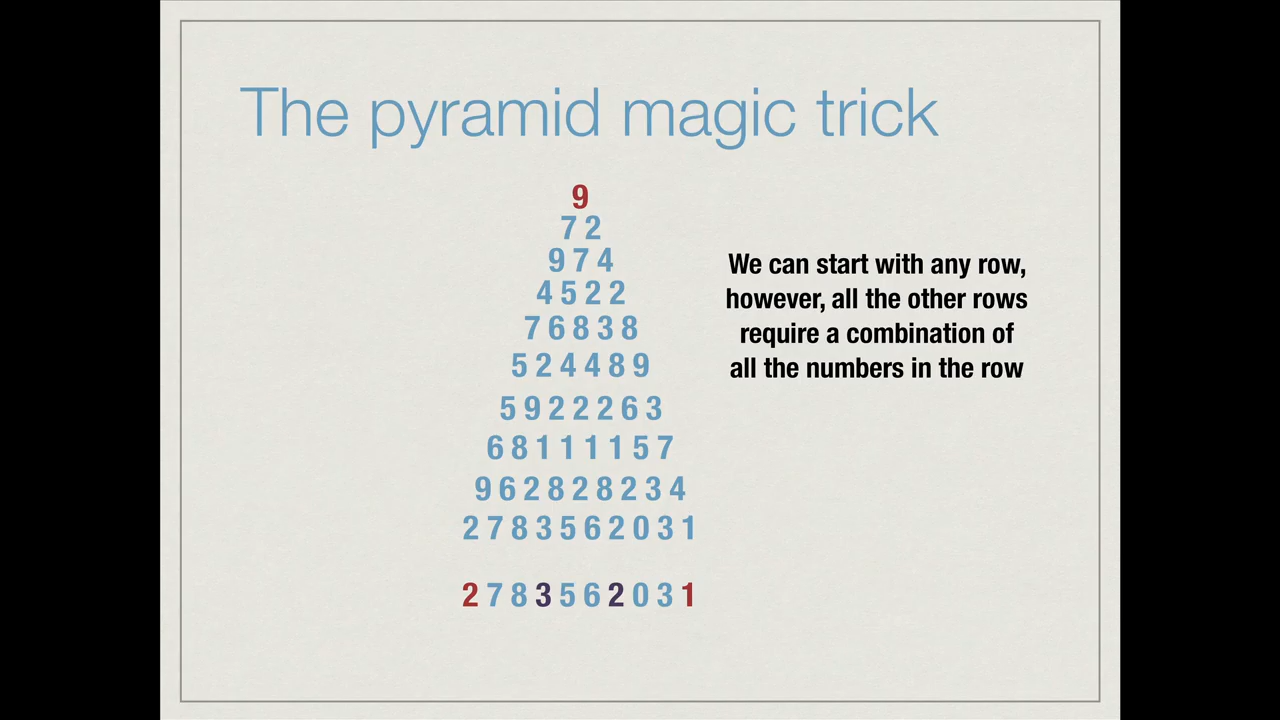 The pyramid magic trick
9
7 2
9 7 4
4 5 2 2
7 6 8 3 8
5 2 4 4 8 9
5 9 2 2 2 6 3
6 8 1 1 1 1 5 7
9 6 2 8 2 8 2 3 4
2 7 8 3 5 6 2 0 3 1
2 7 8 3 5 6 2 0 3 1
We can start with any row,
however, all the other rows
require a combination of
all the numbers in the row